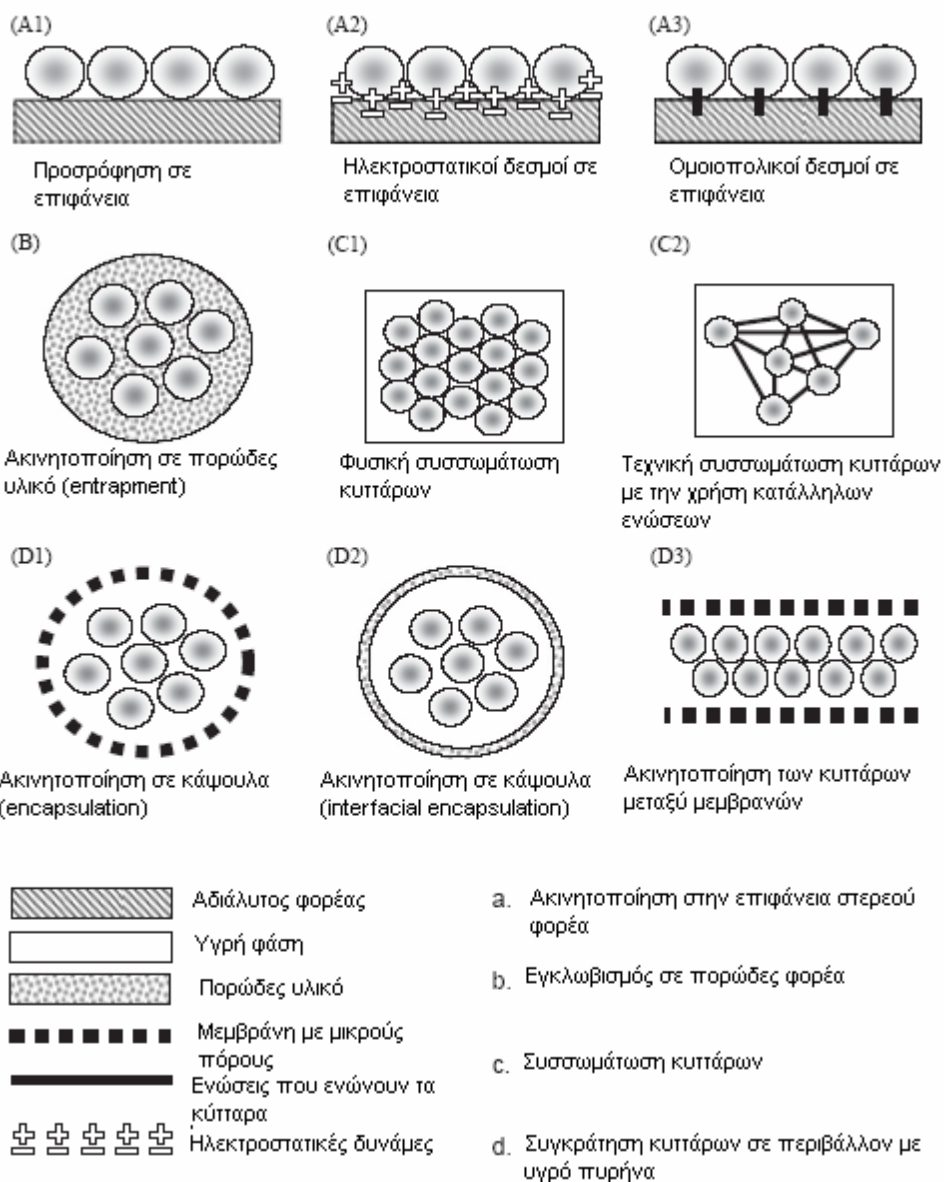 (A1)
(A2)
(A3)
Προσρόφηση σε
επιφάνεια
Ηλεκτροστατικοί δεσμοί σε
επιφάνεια
Ομοιοπολικοί δεσμοί σε
επιφάνεια
(B)
(C1)
(C2)
Ακινητοποίηση σε πορώδες
υλικό (entrapment)
Φυσική συσσωμάτωση
κυττάρων
Τεχνική συσσωμάτωση κυττάρων
με την χρήση κατάλληλων
ενώσεων
(D1)
(D2)
(D3)
Ακινητοποίηση σε κάψουλα
(encapsulation)
Ακινητοποίηση σε κάψουλα
(interfacial encapsulation)
Ακινητοποίηση των κυττάρων
μεταξύ μεμβρανών
Αδιάλυτος φορέας
Υγρή φάση
Πορώδες υλικό
Μεμβράνη με μικρούς
πόρους
Ενώσεις που ενώνουν τα
κύτταρα
Ηλεκτροστατικές δυνάμες
a. Ακινητοποίηση στην επιφάνεια στερεού
φορέα
b. Εγκλωβισμός σε πορώδες φορέα
c. Συσσωμάτωση κυττάρων
d. Συγκράτηση κυττάρων σε περιβάλλον με
υγρό πυρήνα